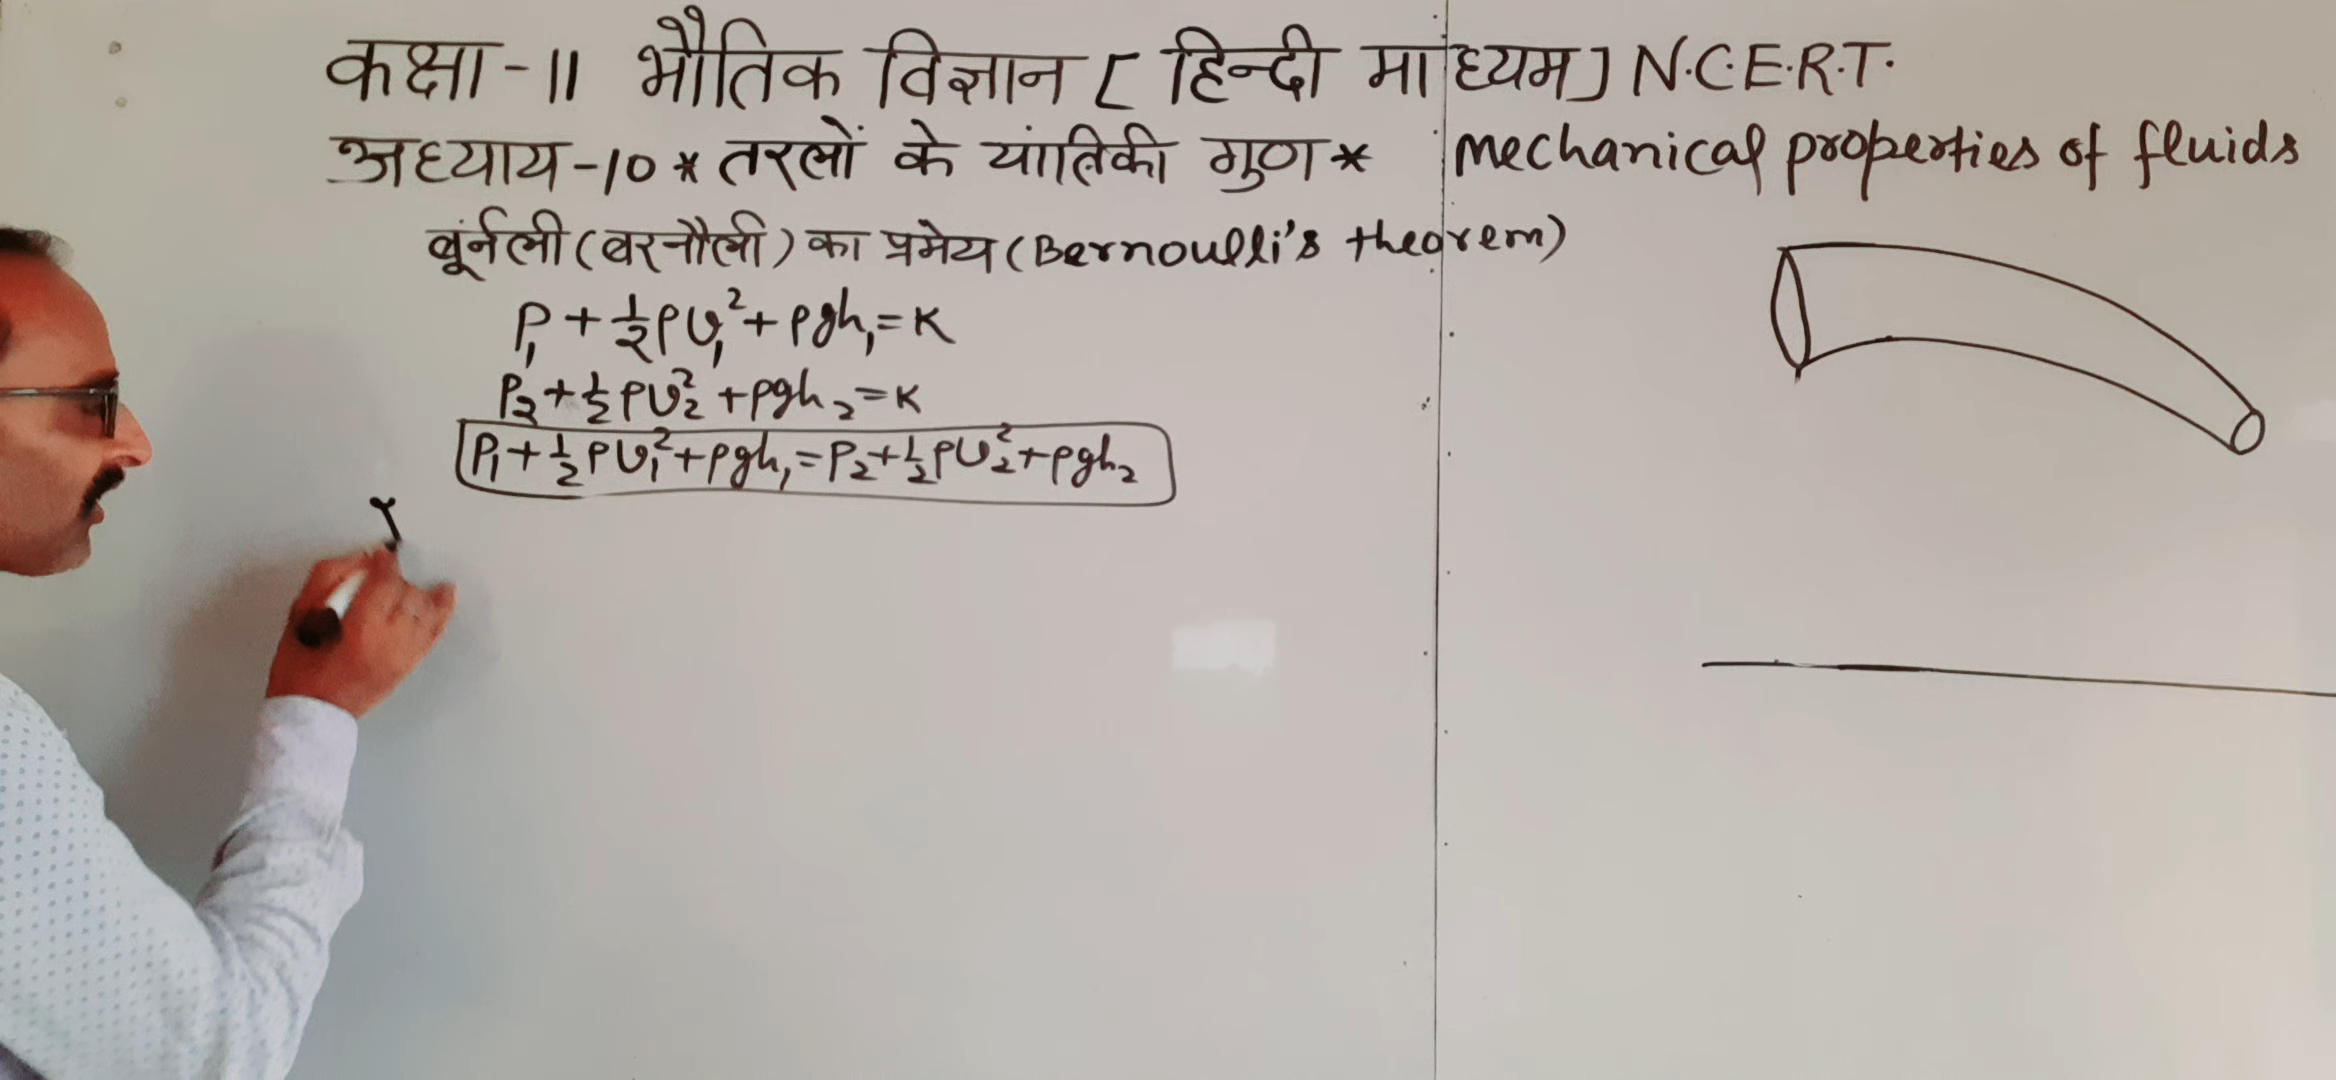 कक्षा-11 भौतिक विज्ञान [ हिन्दी माध्यम] N.C.E.R.T.
अध्याय-10 * तरलों के यांत्रिकी गुण * mechanical properties of fluids
बूंर्नली (बरनौली) का प्रमेय (Bernoulli's theorem)
P₁ + ½ρv₁² + ρgh₁ = K
P₂ + ½ρv₂² + ρgh₂ = K
P₁ + ½ρv₁² + ρgh₁ = P₂ + ½ρv₂² + ρgh₂